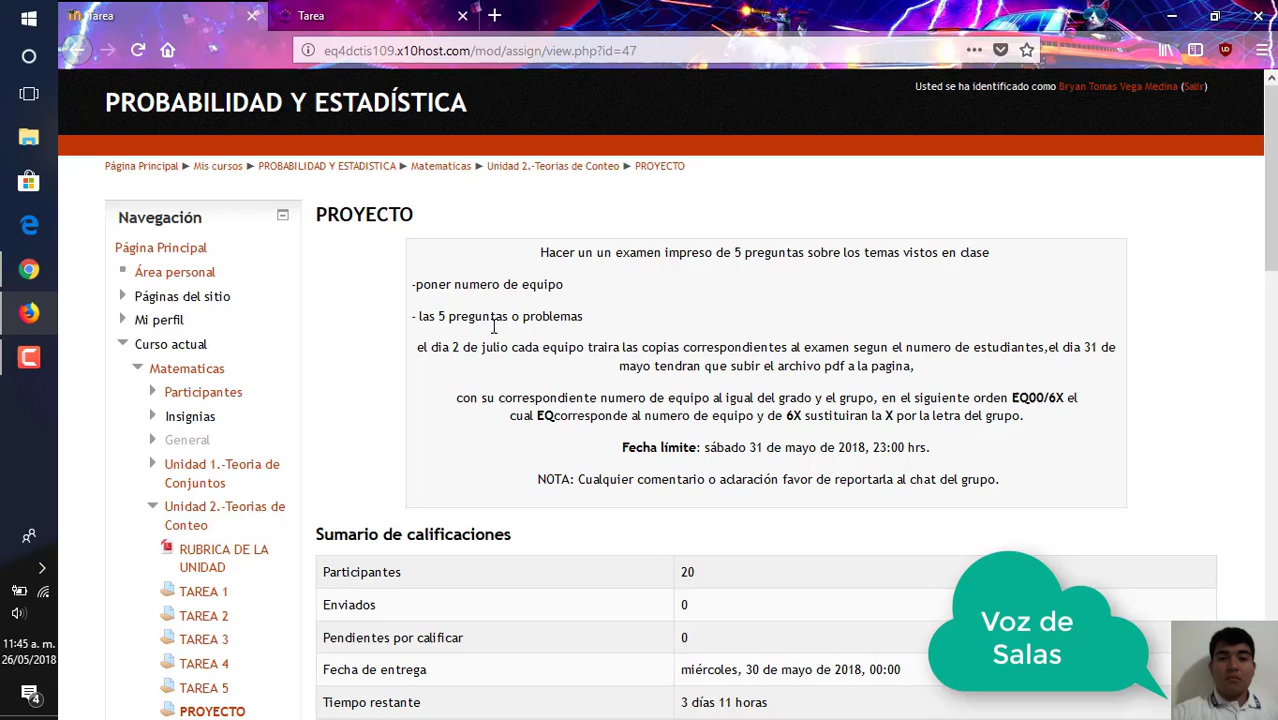 Tarea
Tarea
eq4dctis109.x10host.com/mod/assign/view.php?id=47
PROBABILIDAD Y ESTADÍSTICA
Usted se ha identificado como Bryan Tomas Vega Medina (Salir)
Página Principal ► Mis cursos ► PROBABILIDAD Y ESTADISTICA ► Matematicas ► Unidad 2.-Teorias de Conteo ► PROYECTO
Navegación
Página Principal
Área personal
Páginas del sitio
Mi perfil
Curso actual
Matematicas
Participantes
Insignias
General
Unidad 1.-Teoria de
Conjuntos
Unidad 2.-Teorias de
Conteo
RUBRICA DE LA
UNIDAD
TAREA 1
TAREA 2
TAREA 3
TAREA 4
TAREA 5
PROYECTO
PROYECTO
Hacer un un examen impreso de 5 preguntas sobre los temas vistos en clase
-poner numero de equipo
- las 5 preguntas o problemas
el dia 2 de julio cada equipo traira las copias correspondientes al examen segun el numero de estudiantes,el dia 31 de
mayo tendran que subir el archivo pdf a la pagina,
con su correspondiente numero de equipo al igual del grado y el grupo, en el siguiente orden EQ00/6X el
cual EQcorresponde al numero de equipo y de 6X sustituiran la X por la letra del grupo.
Fecha límite: sábado 31 de mayo de 2018, 23:00 hrs.
NOTA: Cualquier comentario o aclaración favor de reportarla al chat del grupo.
Sumario de calificaciones
Participantes 20
Enviados 0
Pendientes por calificar 0
Fecha de entrega miércoles, 30 de mayo de 2018, 00:00
Tiempo restante 3 días 11 horas
Voz de
Salas
11:45 a. m.
26/05/2018
4